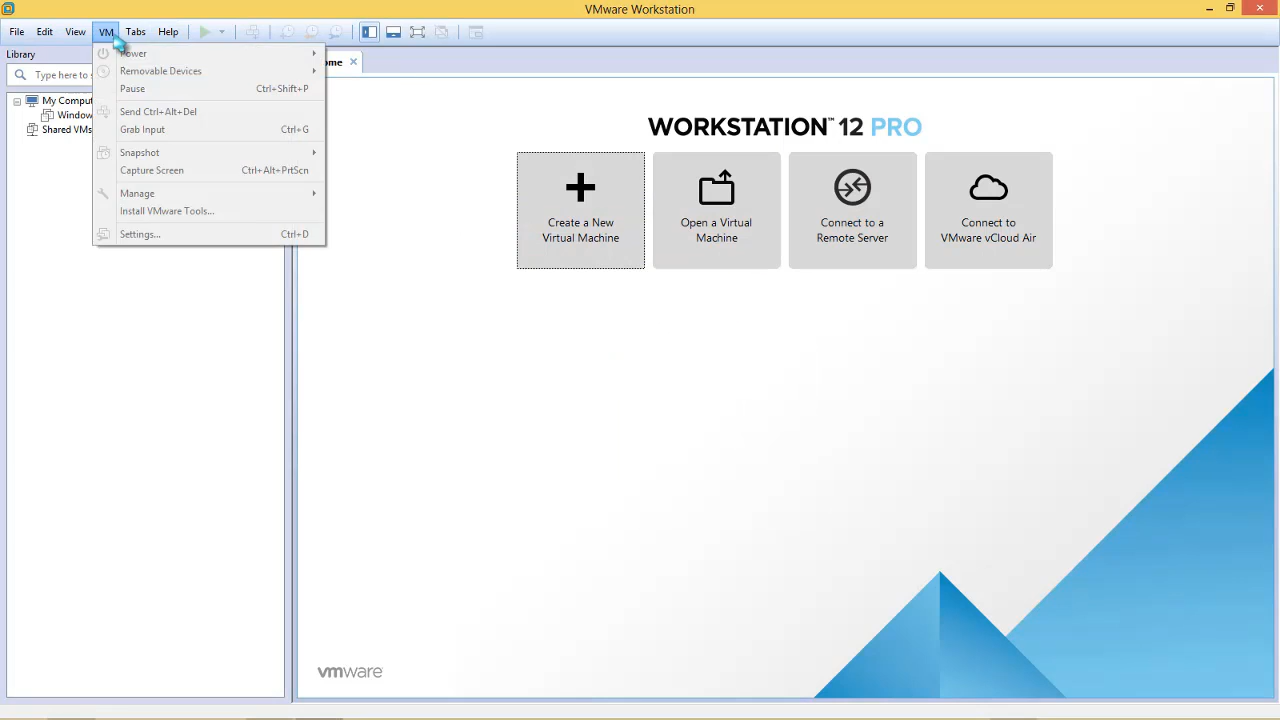 VMware Workstation
File Edit View VM Tabs Help
Library
Type here to s
My Compu
Window
Shared VMs
Power
Removable Devices
Pause Ctrl+Shift+P
Send Ctrl+Alt+Del
Grab Input Ctrl+G
Snapshot
Capture Screen Ctrl+Alt+PrtScn
Manage
Install VMware Tools...
Settings... Ctrl+D
ome
WORKSTATION™ 12 PRO
Create a New
Virtual Machine
Open a Virtual
Machine
Connect to a
Remote Server
Connect to
VMware vCloud Air
vmware